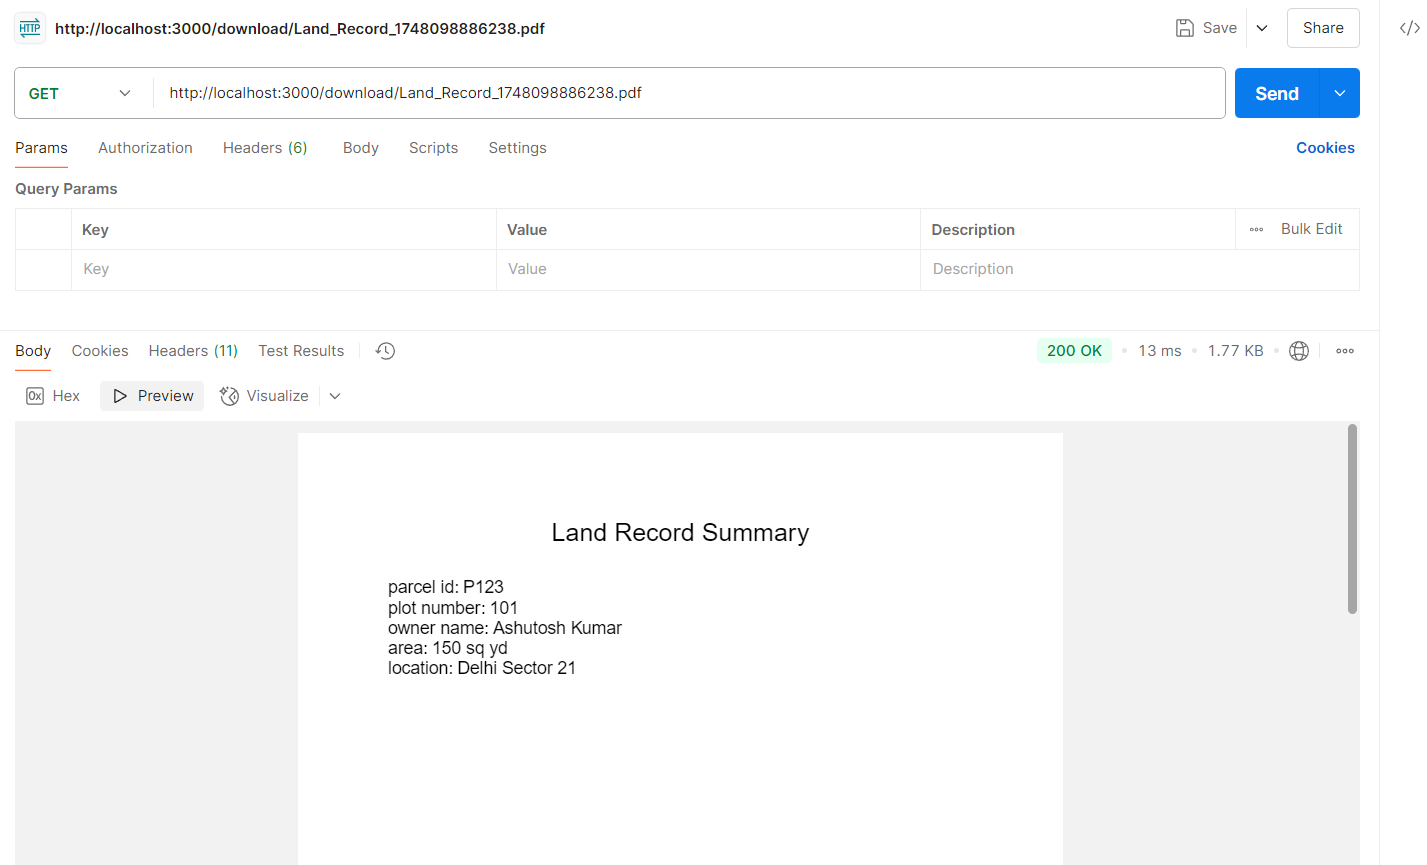 HTTP http://localhost:3000/download/Land_Record_1748098886238.pdf Save Share </>
GET http://localhost:3000/download/Land_Record_1748098886238.pdf Send
Params Authorization Headers (6) Body Scripts Settings Cookies
Query Params
Key Value Description Bulk Edit
Key Value Description
Body Cookies Headers (11) Test Results 200 OK 13 ms 1.77 KB
0x Hex Preview Visualize
Land Record Summary
parcel id: P123
plot number: 101
owner name: Ashutosh Kumar
area: 150 sq yd
location: Delhi Sector 21